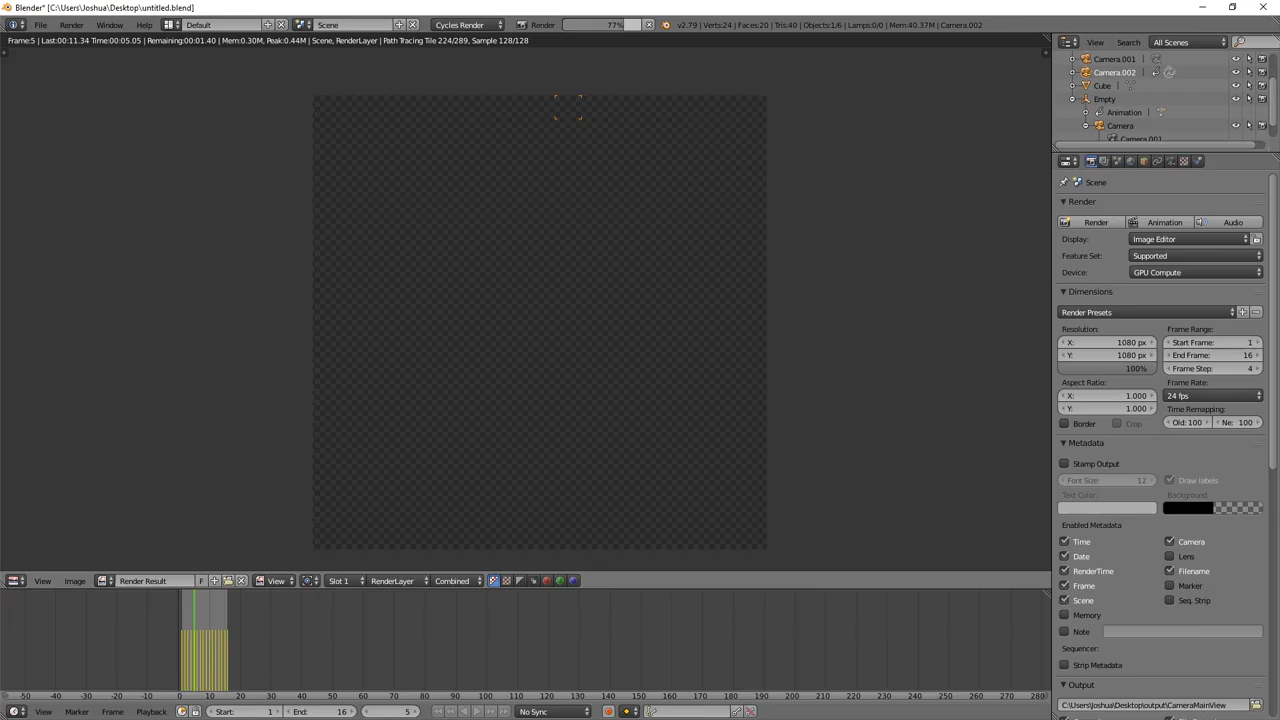 Blender* [C:\Users\Joshua\Desktop\untitled.blend]
File Render Window Help Default Scene Cycles Render Render 77% v2.79 | Verts:24 | Faces:20 | Tris:40 | Objects:1/6 | Lamps:0/0 | Mem:40.37M | Camera.002
Frame:5 | Last:00:11.34 Time:00:05.05 | Remaining:00:01.40 | Mem:0.30M, Peak:0.44M | Scene, RenderLayer | Path Tracing Tile 224/289, Sample 128/128
View Search All Scenes
Camera.001
Camera.002
Cube
Empty
Animation
Camera
Camera.001
Scene
Render
Render Animation Audio
Display: Image Editor
Feature Set: Supported
Device: GPU Compute
Dimensions
Render Presets
Resolution: Frame Range:
X: 1080 px Start Frame: 1
Y: 1080 px End Frame: 16
100% Frame Step: 4
Aspect Ratio: Frame Rate:
X: 1.000 24 fps
Y: 1.000 Time Remapping:
Border Crop Old: 100 Ne: 100
Metadata
Stamp Output
Font Size: 12 Draw labels
Text Color: Background:
Enabled Metadata
Time Camera
Date Lens
RenderTime Filename
Frame Marker
Scene Seq. Strip
Memory
Note
Sequencer:
Strip Metadata
Output
C:\Users\Joshua\Desktop\output\CameraMainView
View Image Render Result F View Slot 1 RenderLayer Combined
-50 -40 -30 -20 -10 0 10 20 30 40 50 60 70 80 90 100 110 120 130 140 150 160 170 180 190 200 210 220 230 240 250 260 270 280
View Marker Frame Playback Start: 1 End: 16 5 No Sync